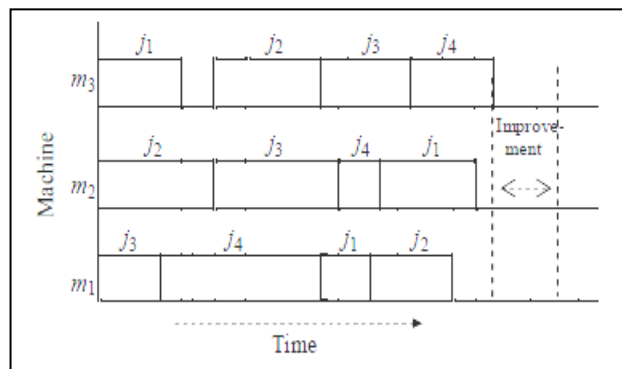 j1 j2 j3 j4
m3
Improve-
ment
j2 j3 j4 j1
m2
Machine
j3 j4 j1 j2
m1
Time